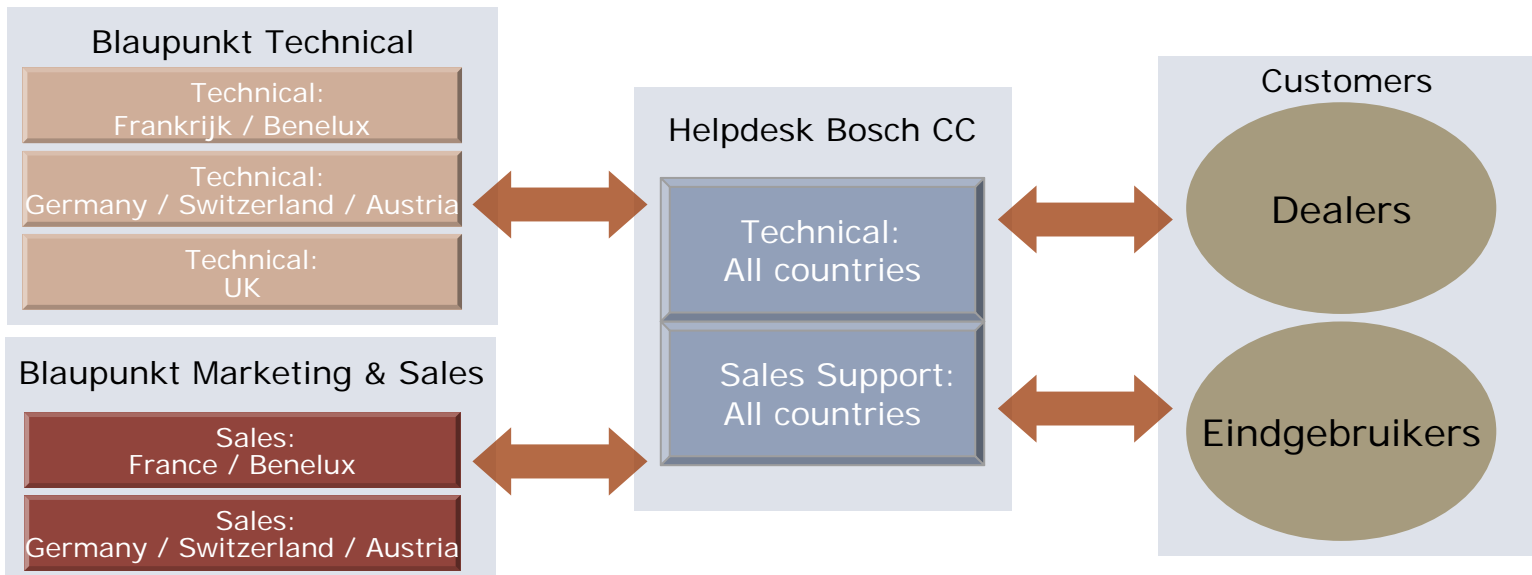 Blaupunkt Technical
Technical:
Frankrijk / Benelux
Technical:
Germany / Switzerland / Austria
Technical:
UK
Blaupunkt Marketing & Sales
Sales:
France / Benelux
Sales:
Germany / Switzerland / Austria
Helpdesk Bosch CC
Technical:
All countries
Sales Support:
All countries
Customers
Dealers
Eindgebruikers